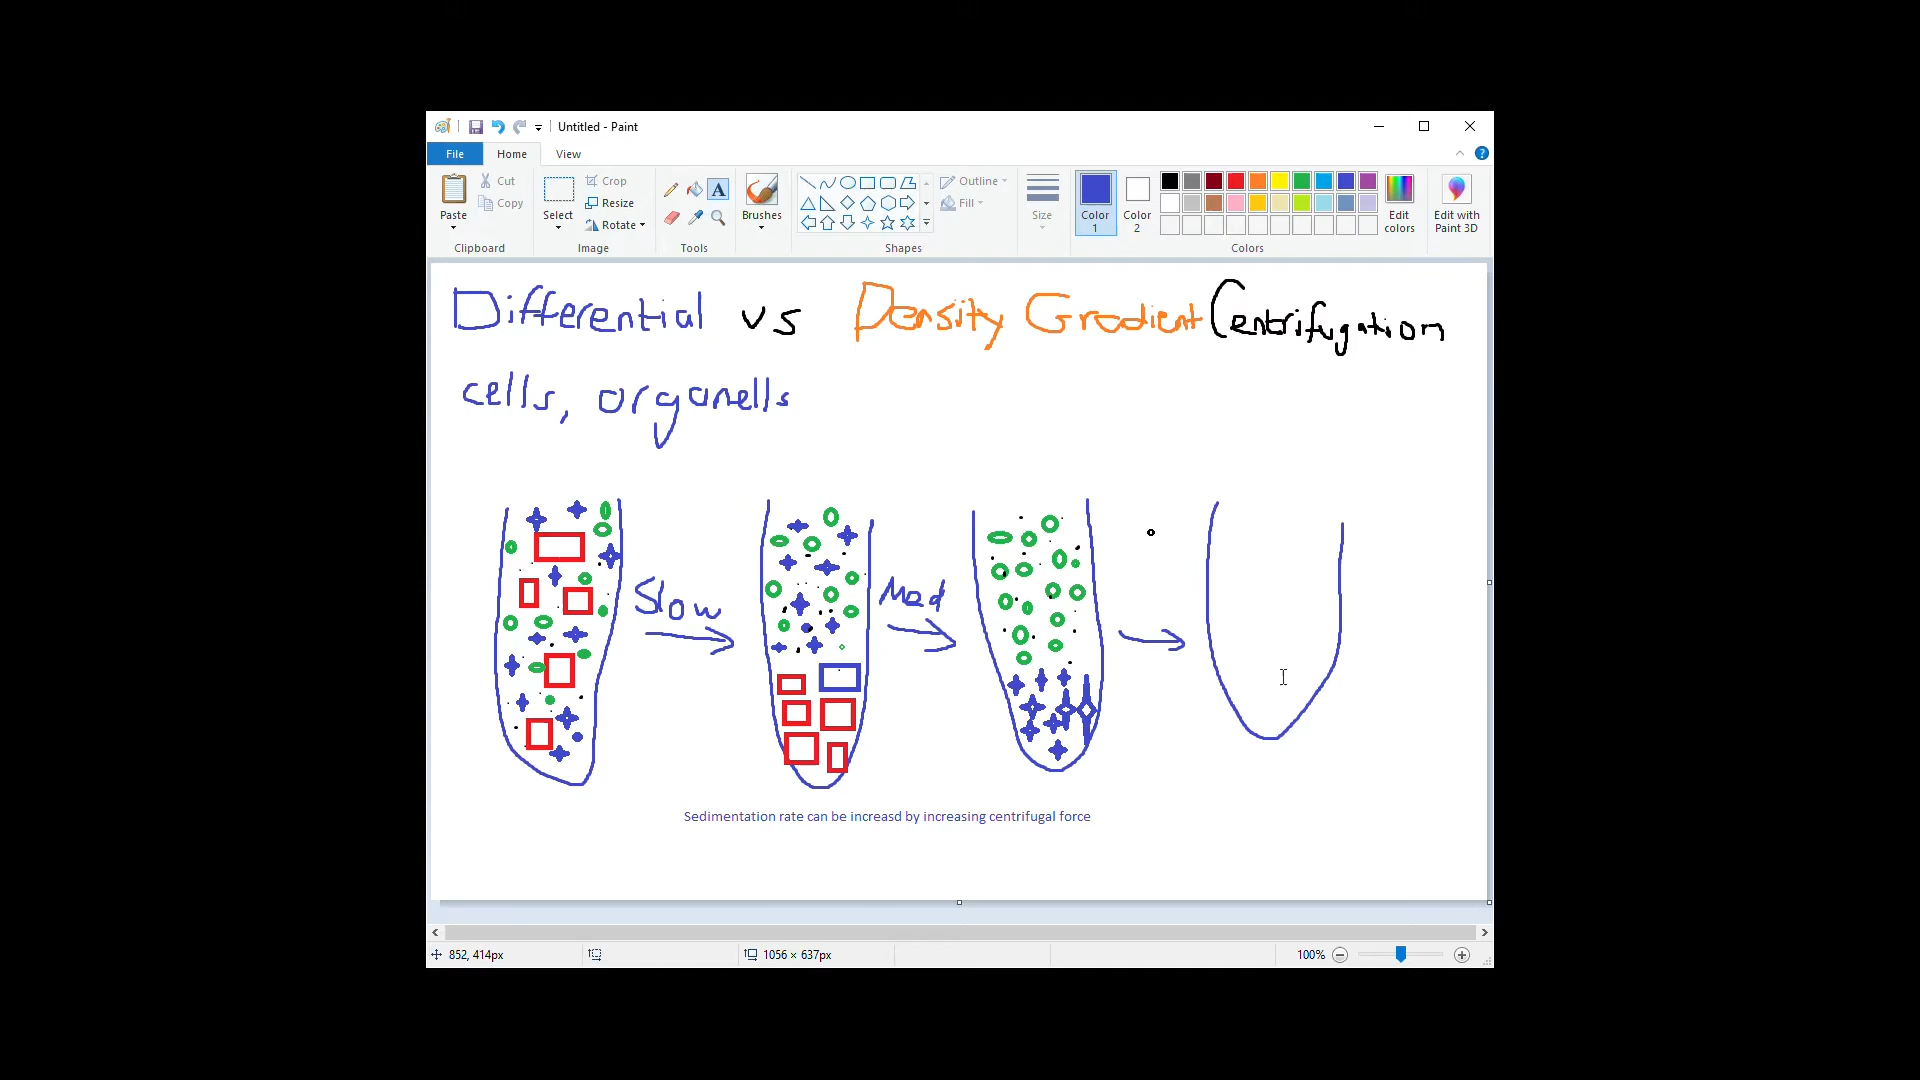 Untitled - Paint
File Home View
Paste Cut Copy Select Crop Resize Rotate A Brushes Outline Fill Size Color 1 Color 2 Edit colors Edit with Paint 3D
Clipboard Image Tools Shapes Colors
Differential vs Density Gradient Centrifugation
cells, organells
Slow Med
Sedimentation rate can be increasd by increasing centrifugal force
852, 414px 1056 × 637px 100%